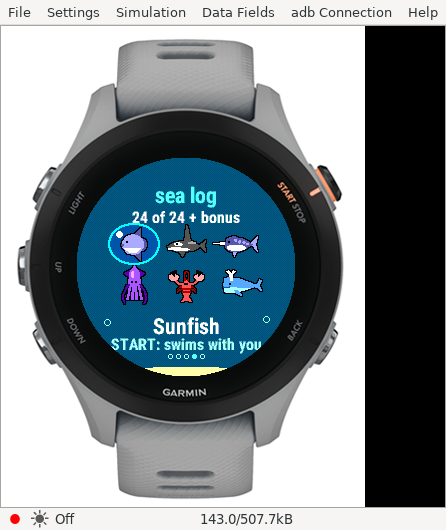 File Settings Simulation Data Fields adb Connection Help
LIGHT
START STOP
UP
DOWN
BACK
sea log
24 of 24 + bonus
Sunfish
START: swims with you
GARMIN
Off 143.0/507.7kB